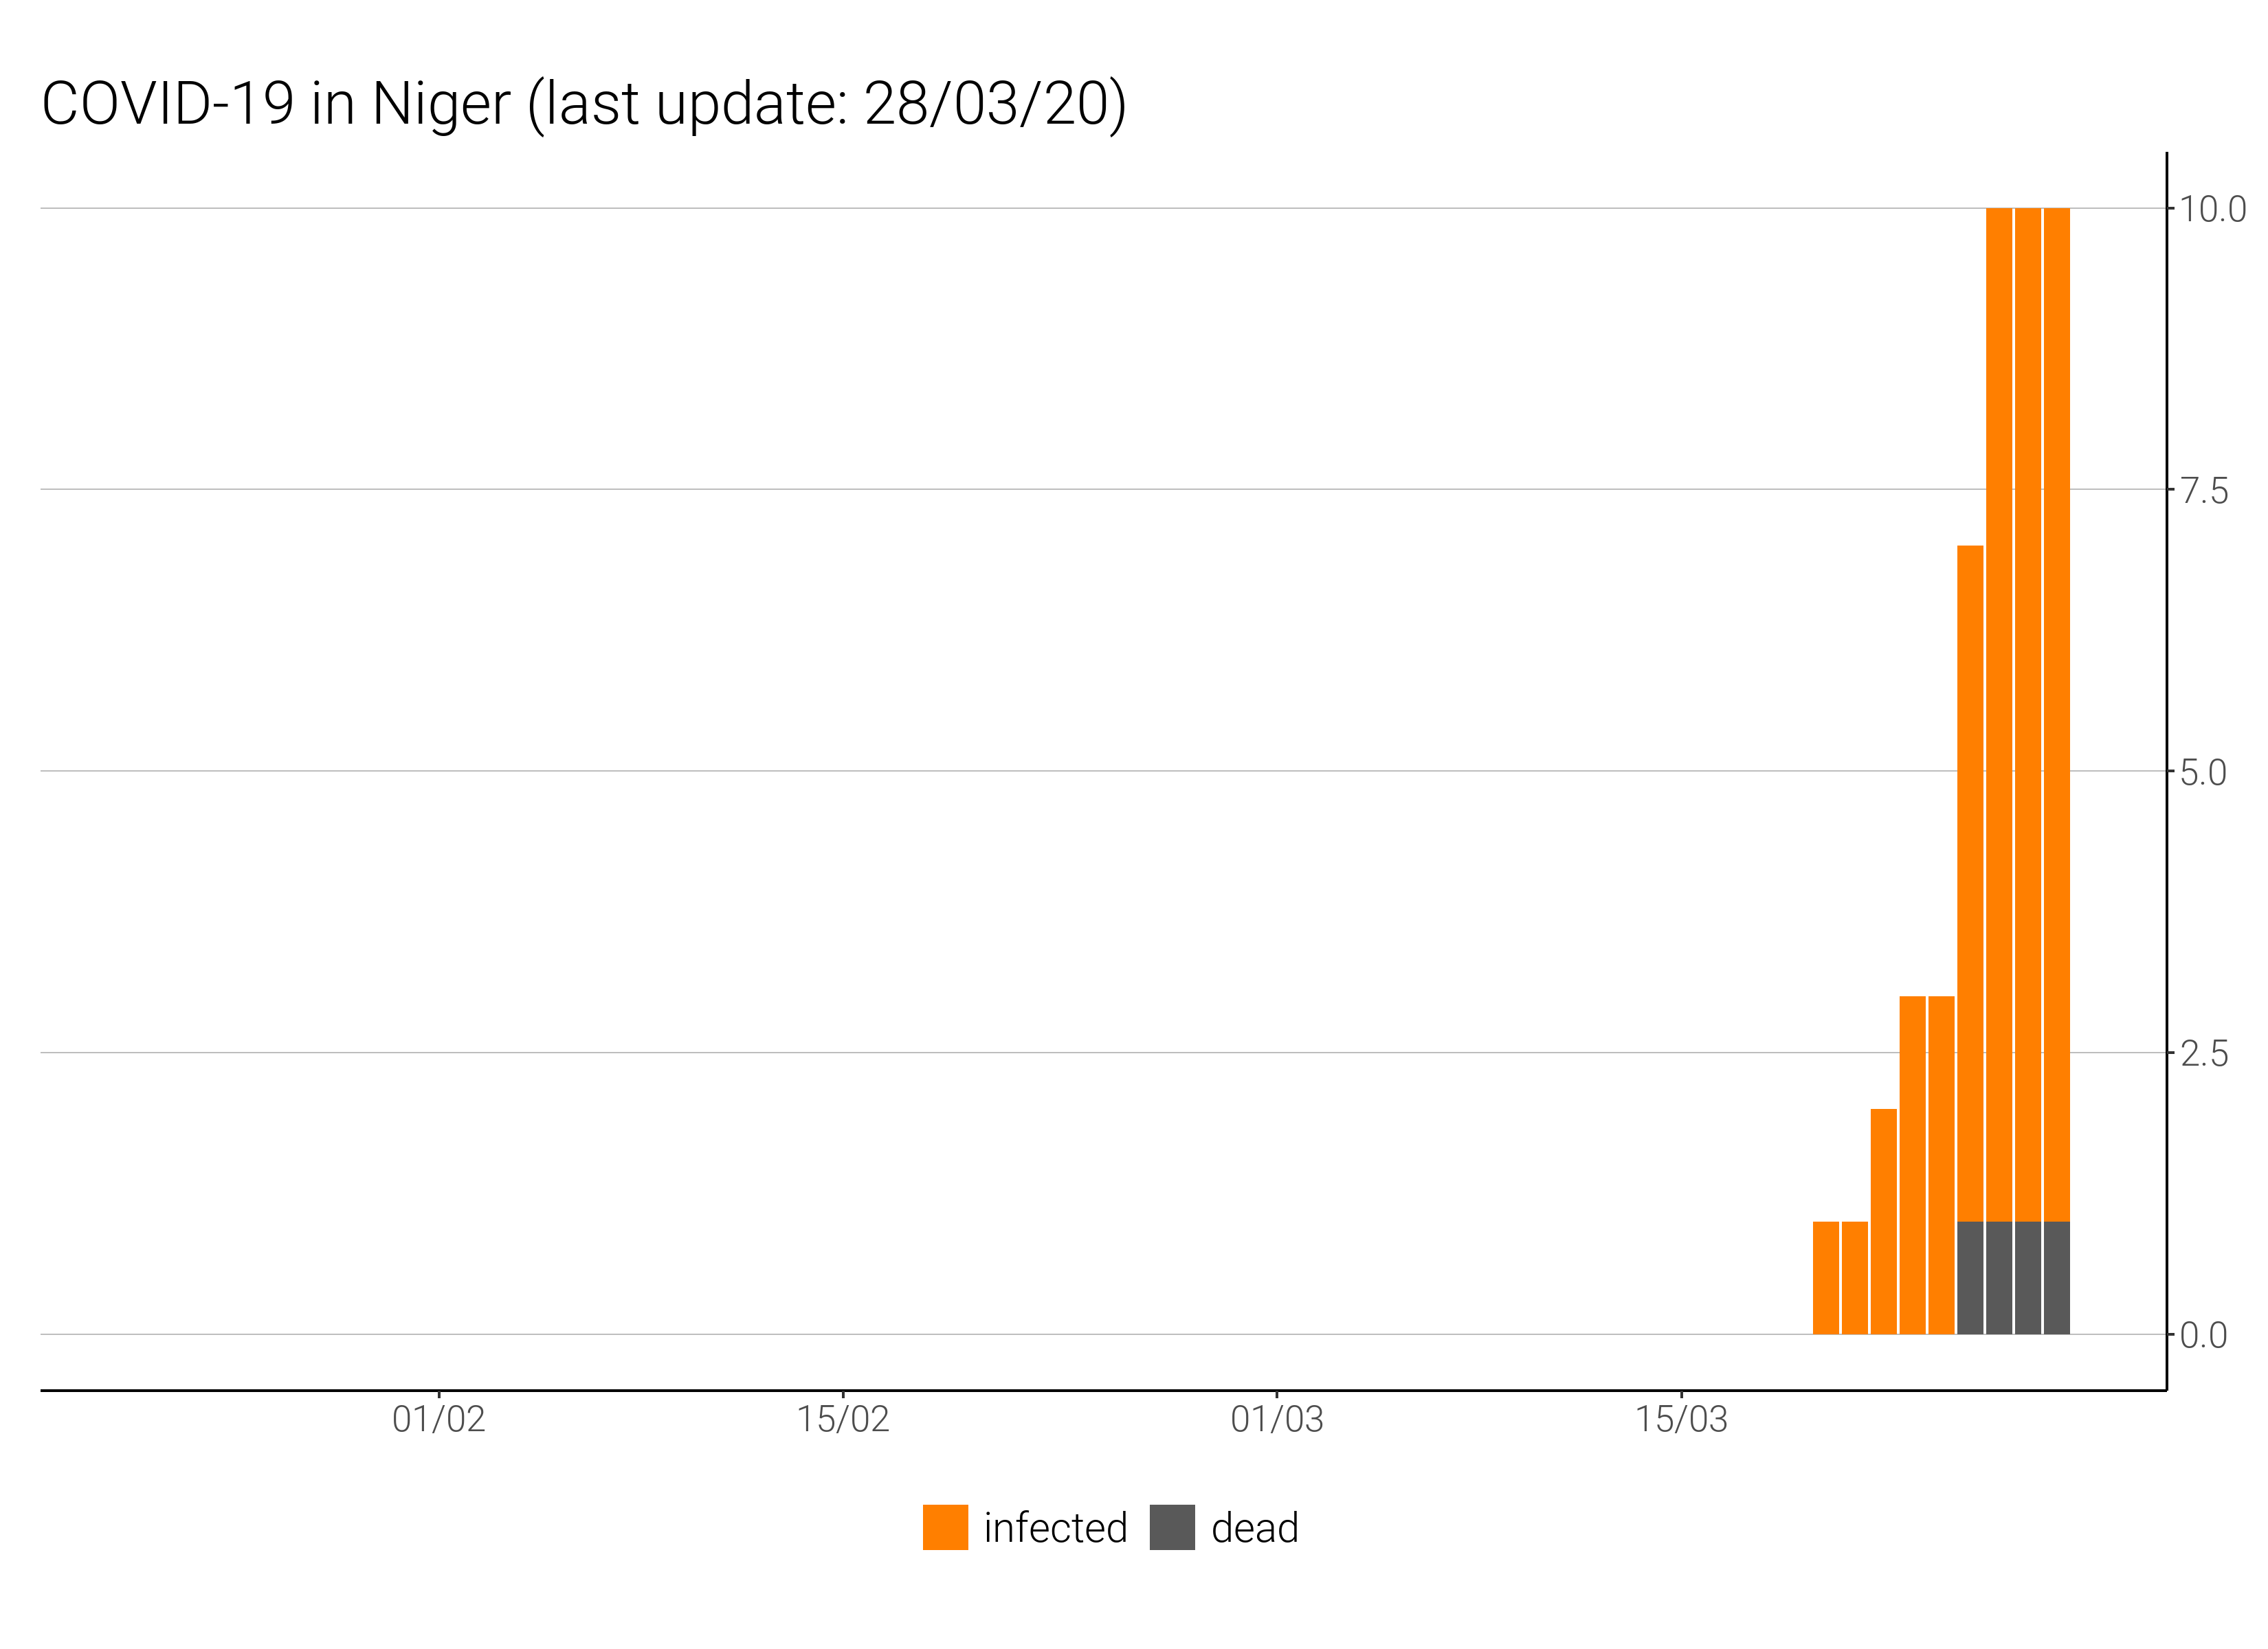 COVID-19 in Niger (last update: 28/03/20)
10.0
7.5
5.0
2.5
0.0
01/02 15/02 01/03 15/03
infected dead